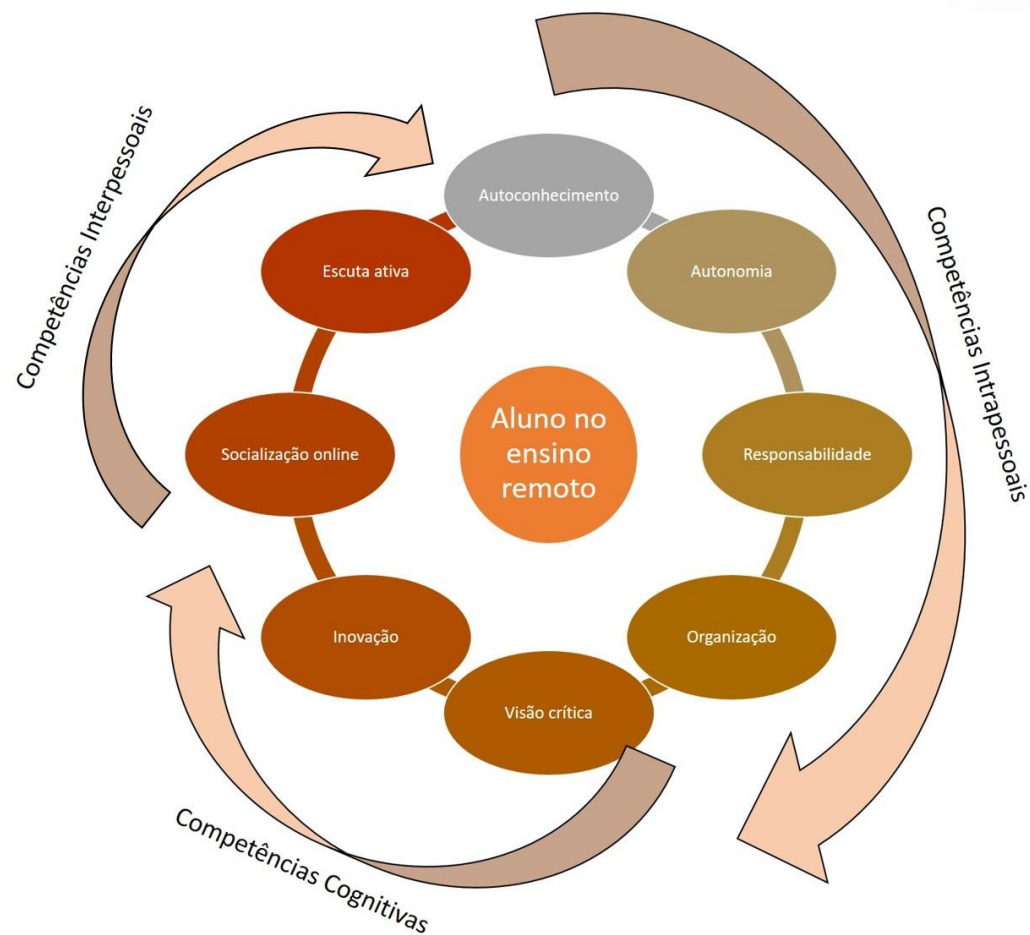 Autoconhecimento
Autonomia
Responsabilidade
Organização
Visão crítica
Inovação
Socialização online
Escuta ativa
Aluno no
ensino
remoto
Competências Intrapessoais
Competências Cognitivas
Competências Interpessoais